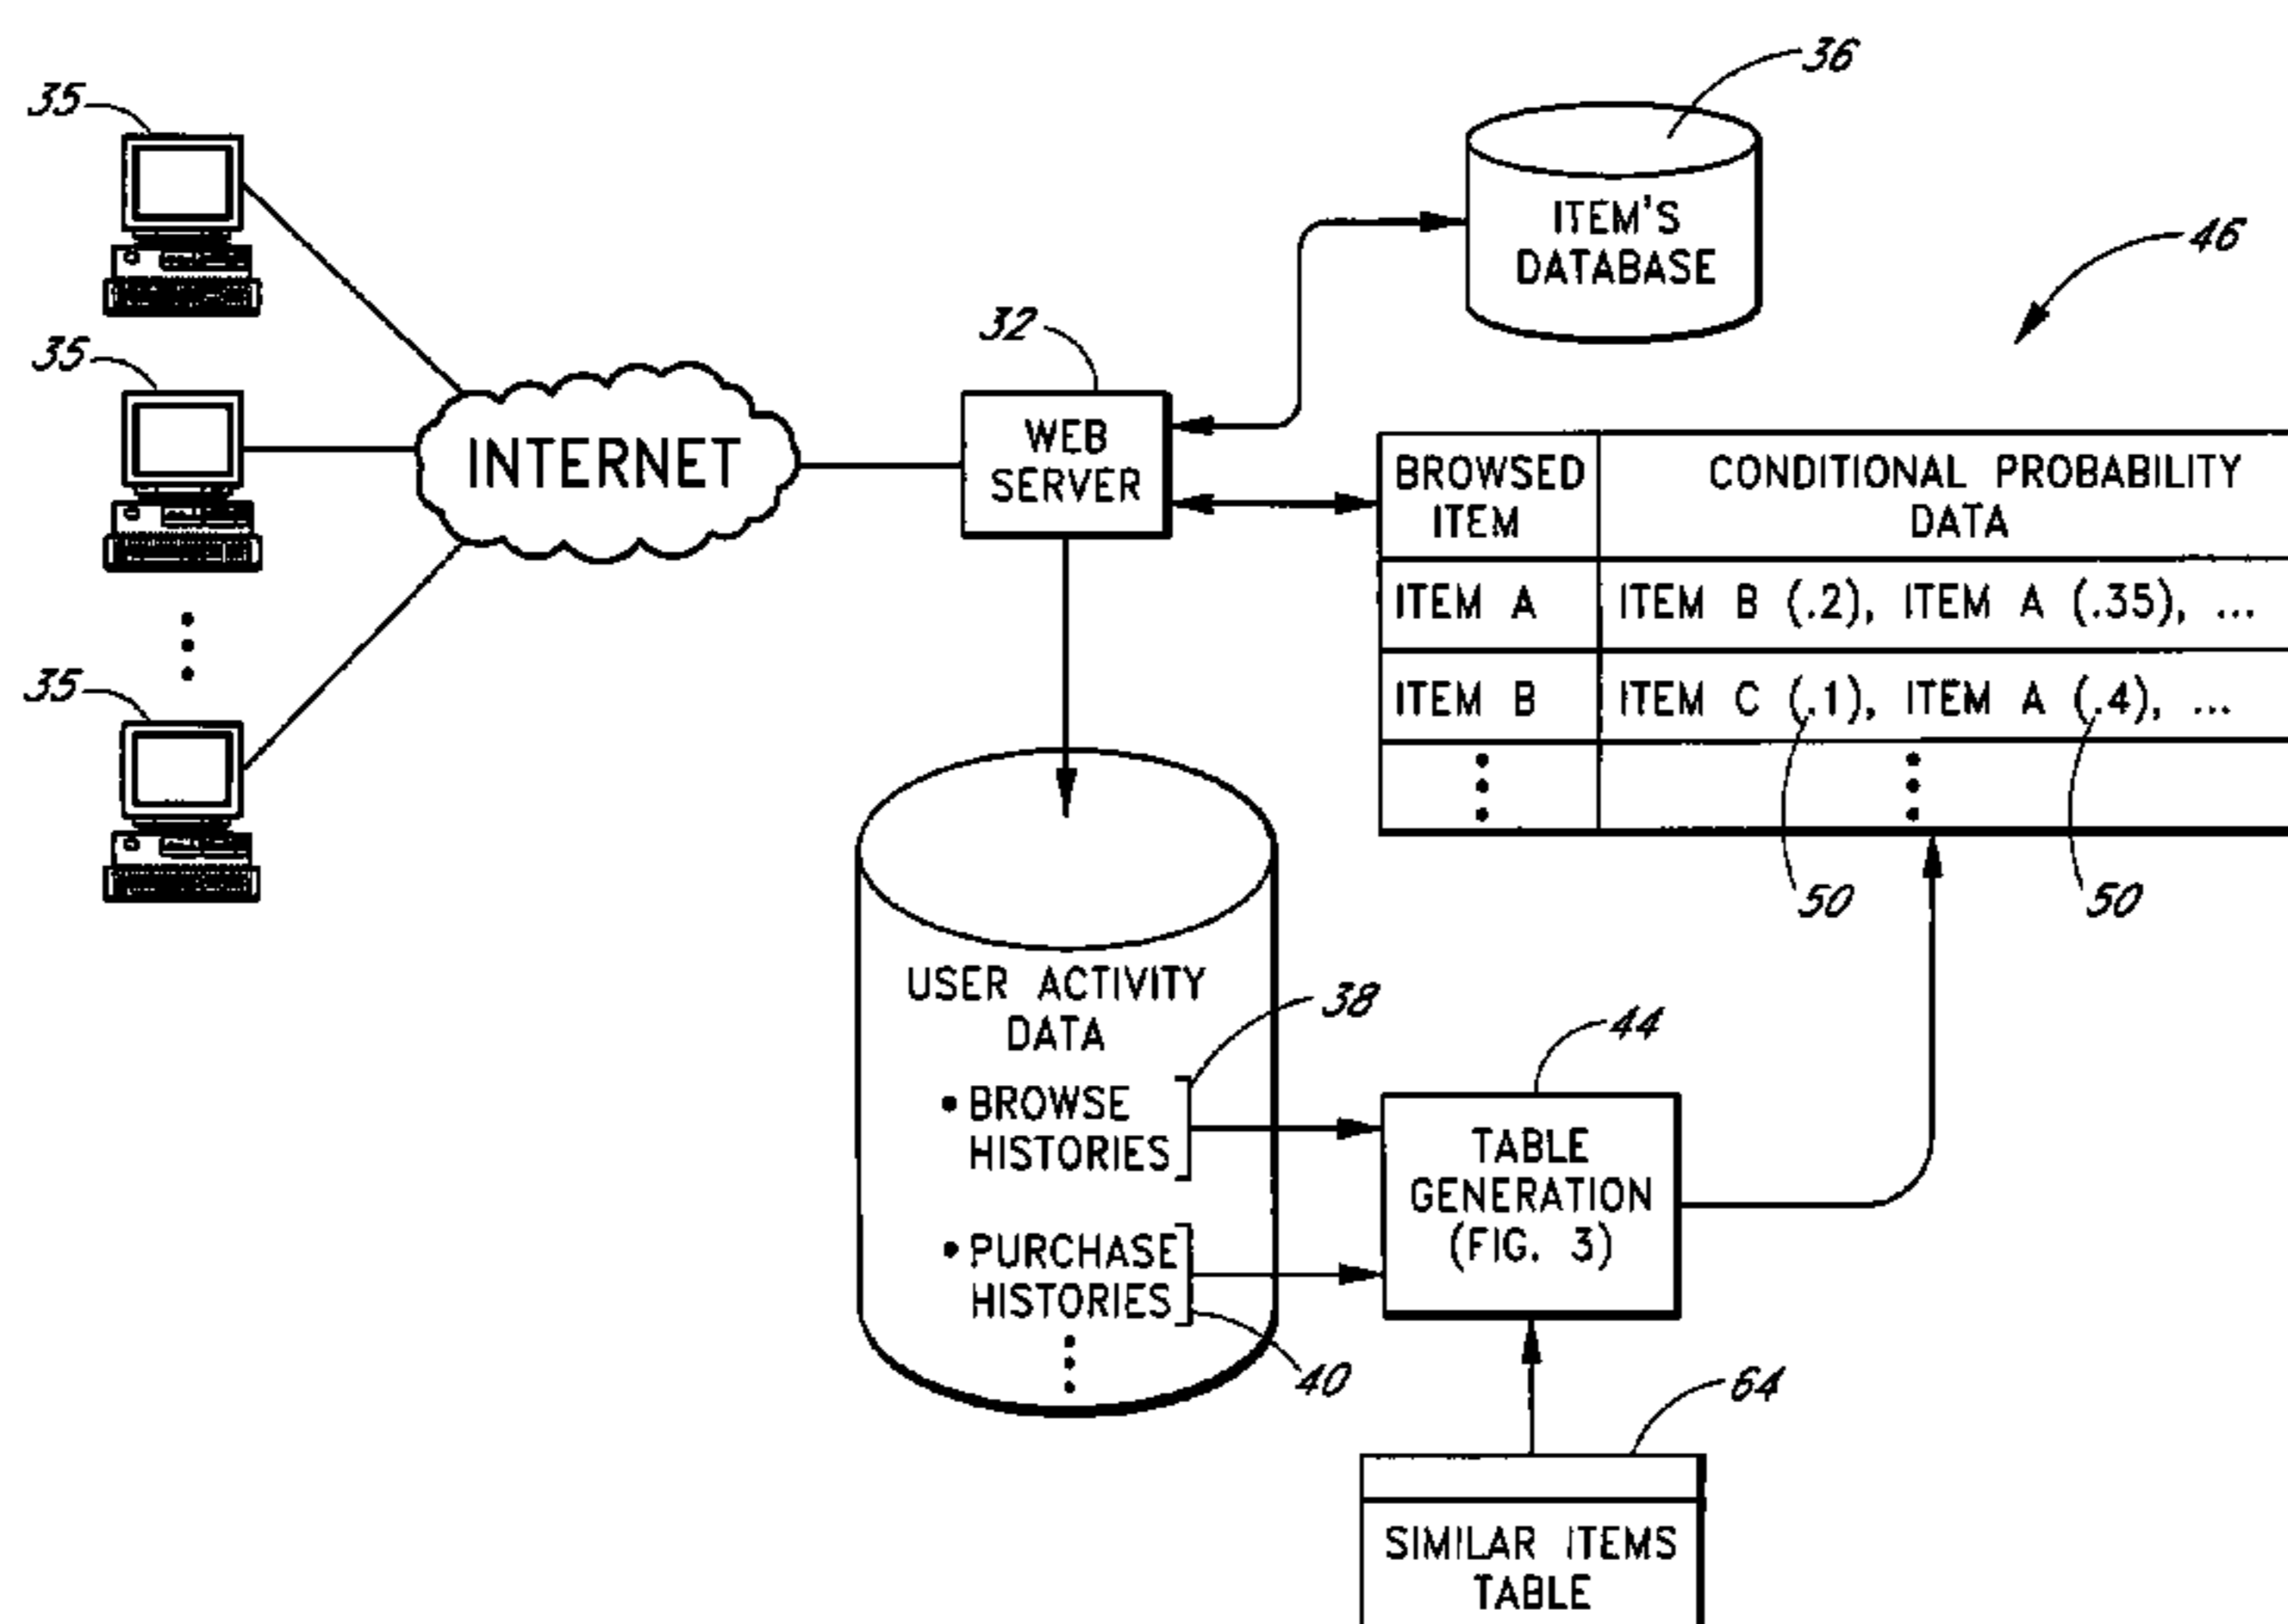 36
35
ITEM'S
DATABASE
46
32
35
WEB
SERVER
INTERNET
BROWSED
ITEM
CONDITIONAL PROBABILITY
DATA
ITEM A
ITEM B (.2), ITEM A (.35), ...
ITEM B
ITEM C (.1), ITEM A (.4), ...
35
50
50
USER ACTIVITY
DATA
38
• BROWSE
HISTORIES
• PURCHASE
HISTORIES
40
44
TABLE
GENERATION
(FIG. 3)
64
SIMILAR ITEMS
TABLE